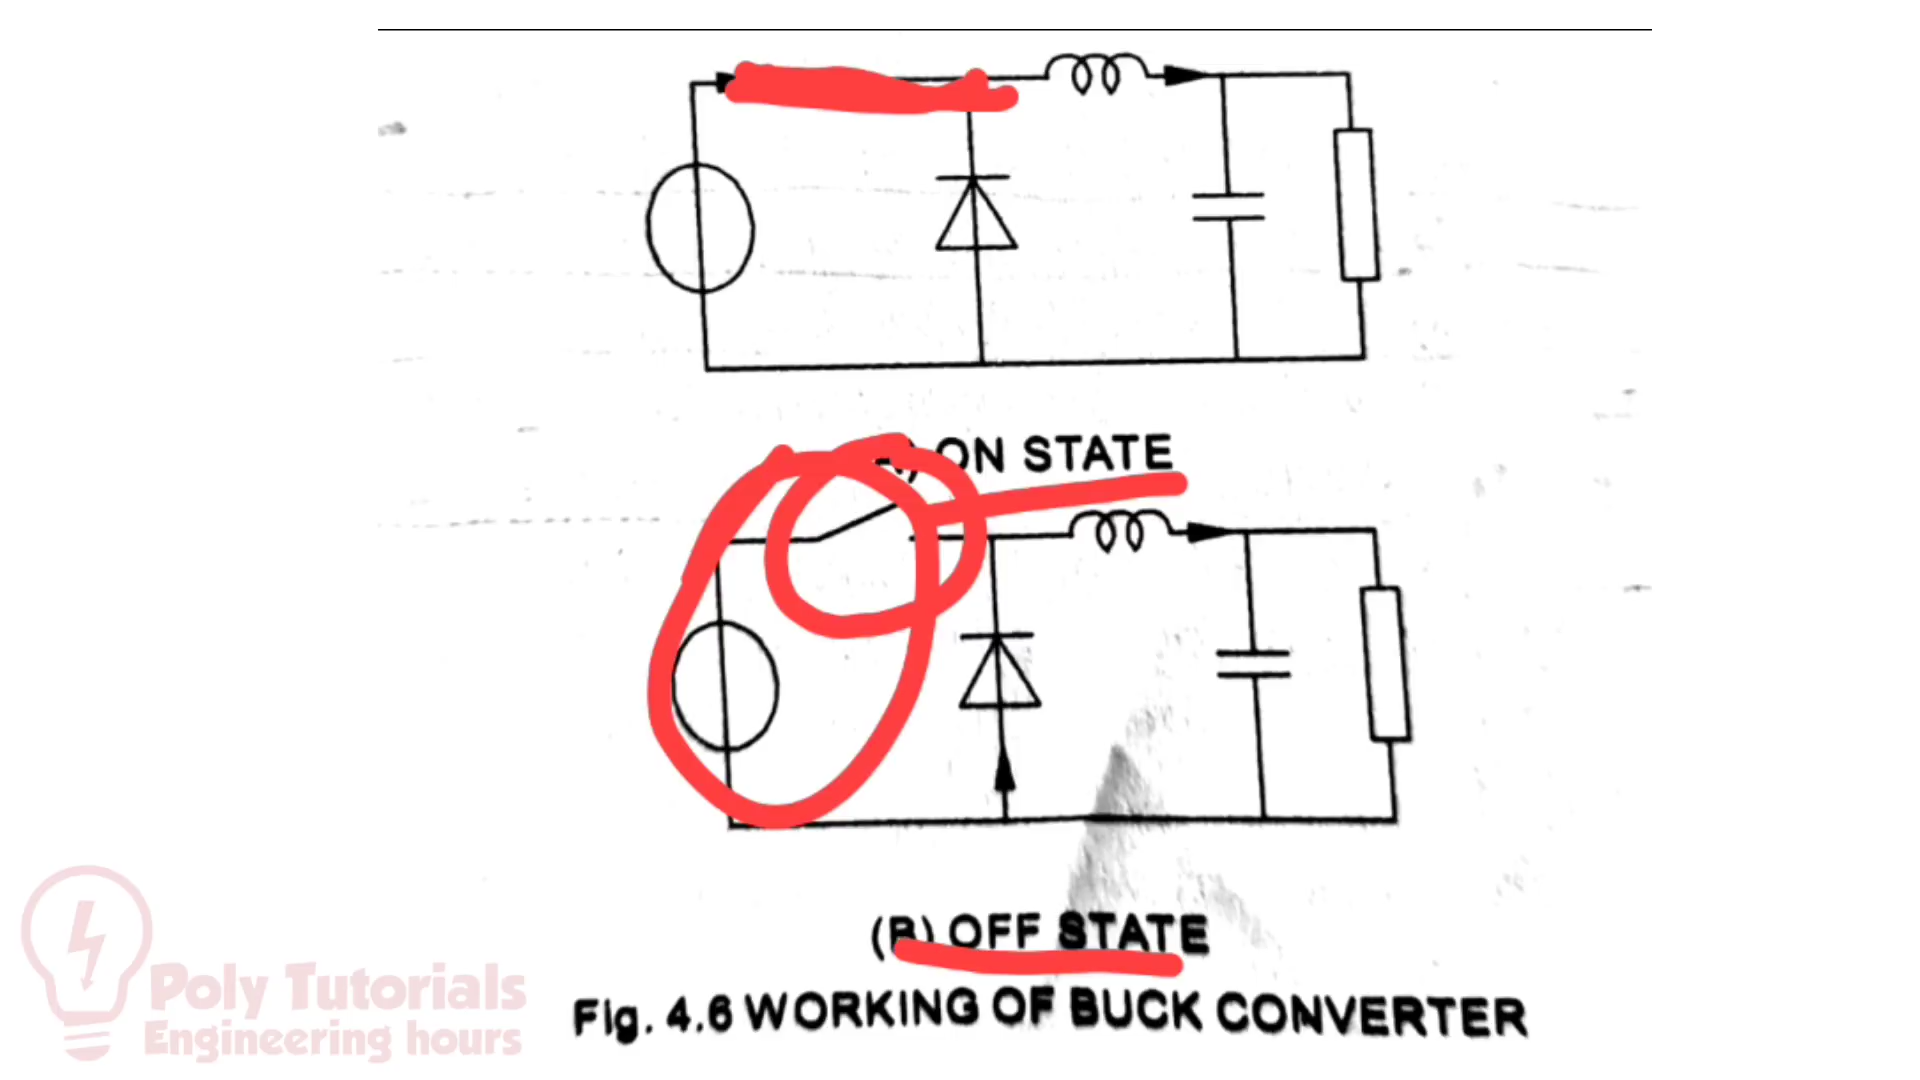 ) ON STATE
(B) OFF STATE
Fig. 4.6 WORKING OF BUCK CONVERTER
Poly Tutorials
Engineering hours